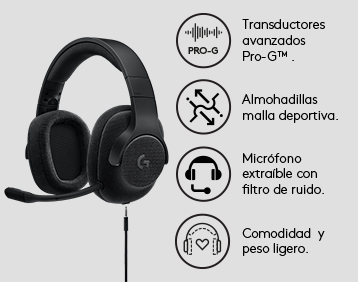 PRO-G
Transductores
avanzados
Pro-G™ .
Almohadillas
malla deportiva.
Micrófono
extraíble con
filtro de ruido.
Comodidad y
peso ligero.